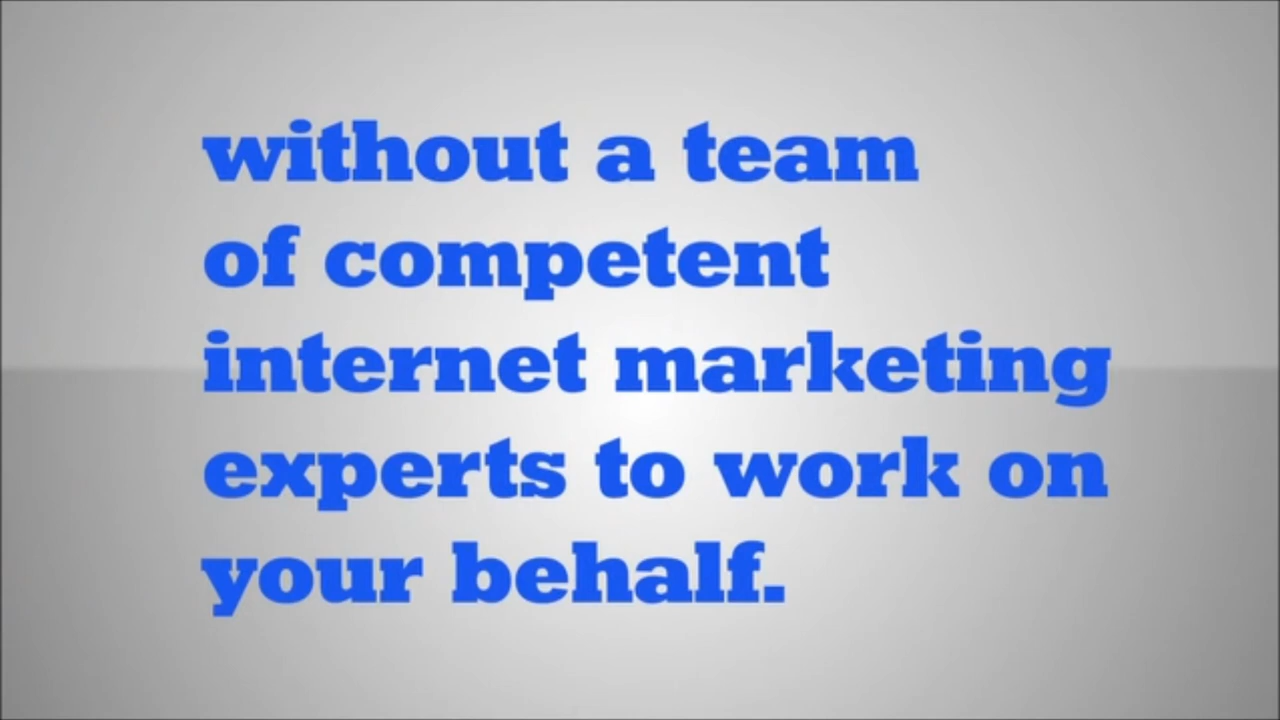 without a team
of competent
internet marketing
experts to work on
your behalf.